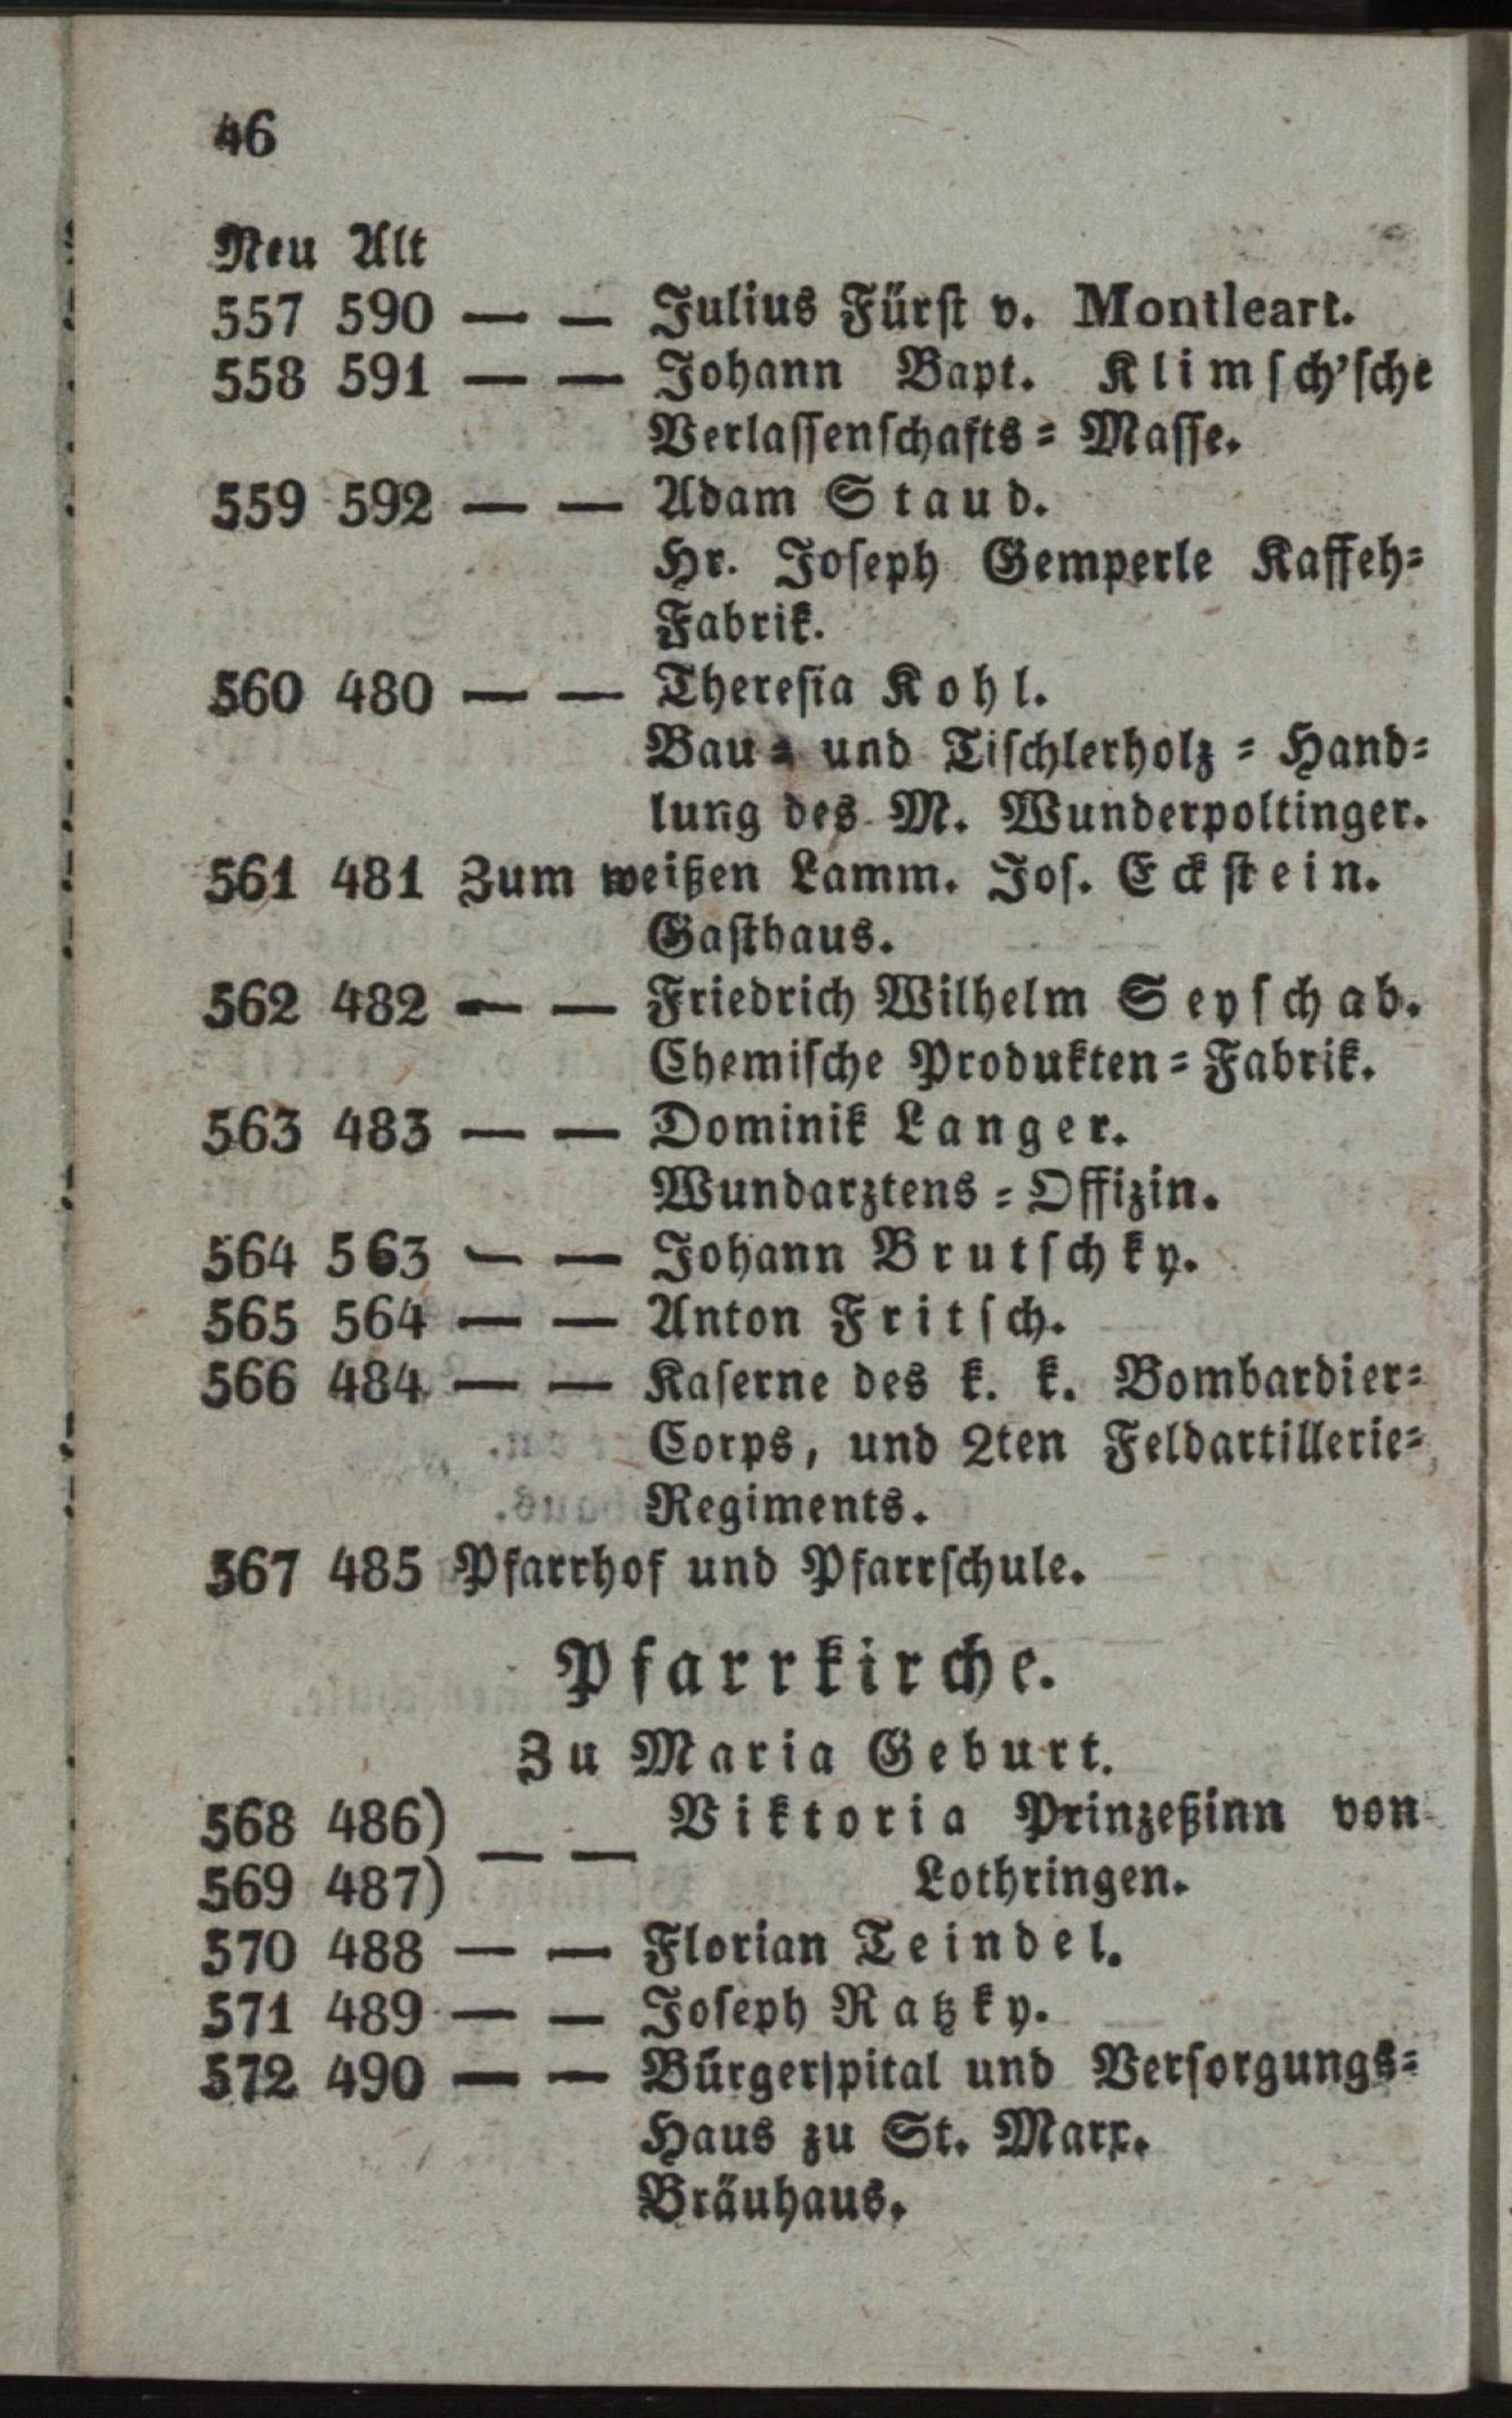 46
Neu Alt
557 590 — — Julius Fürst v. Montleart.
558 591 — — Johann Bapt. Klimsch'sche
Verlassenschafts-Masse.
559 592 — — Adam Staud.
Hr. Joseph Gemperle Kaffeh-
Fabrik.
560 480 — — Theresia Kohl.
Bau- und Tischlerholz-Hand-
lung des M. Wunderpoltinger.
561 481 Zum weißen Lamm. Jos. Eckstein.
Gasthaus.
562 482 — — Friedrich Wilhelm Seyschab.
Chemische Produkten-Fabrik.
563 483 — — Dominik Langer.
Wundarztens-Offizin.
564 563 — — Johann Brutschky.
565 564 — — Anton Fritsch.
566 484 — — Kaserne des k. k. Bombardier-
Corps, und 2ten Feldartillerie-
Regiments.
567 485 Pfarrhof und Pfarrschule.
Pfarrkirche.
Zu Maria Geburt.
568 486) — — Viktoria Prinzeßinn von
569 487) Lothringen.
570 488 — — Florian Teindel.
571 489 — — Joseph Ratzky.
572 490 — — Bürgerspital und Versorgungs-
Haus zu St. Marx.
Bräuhaus.